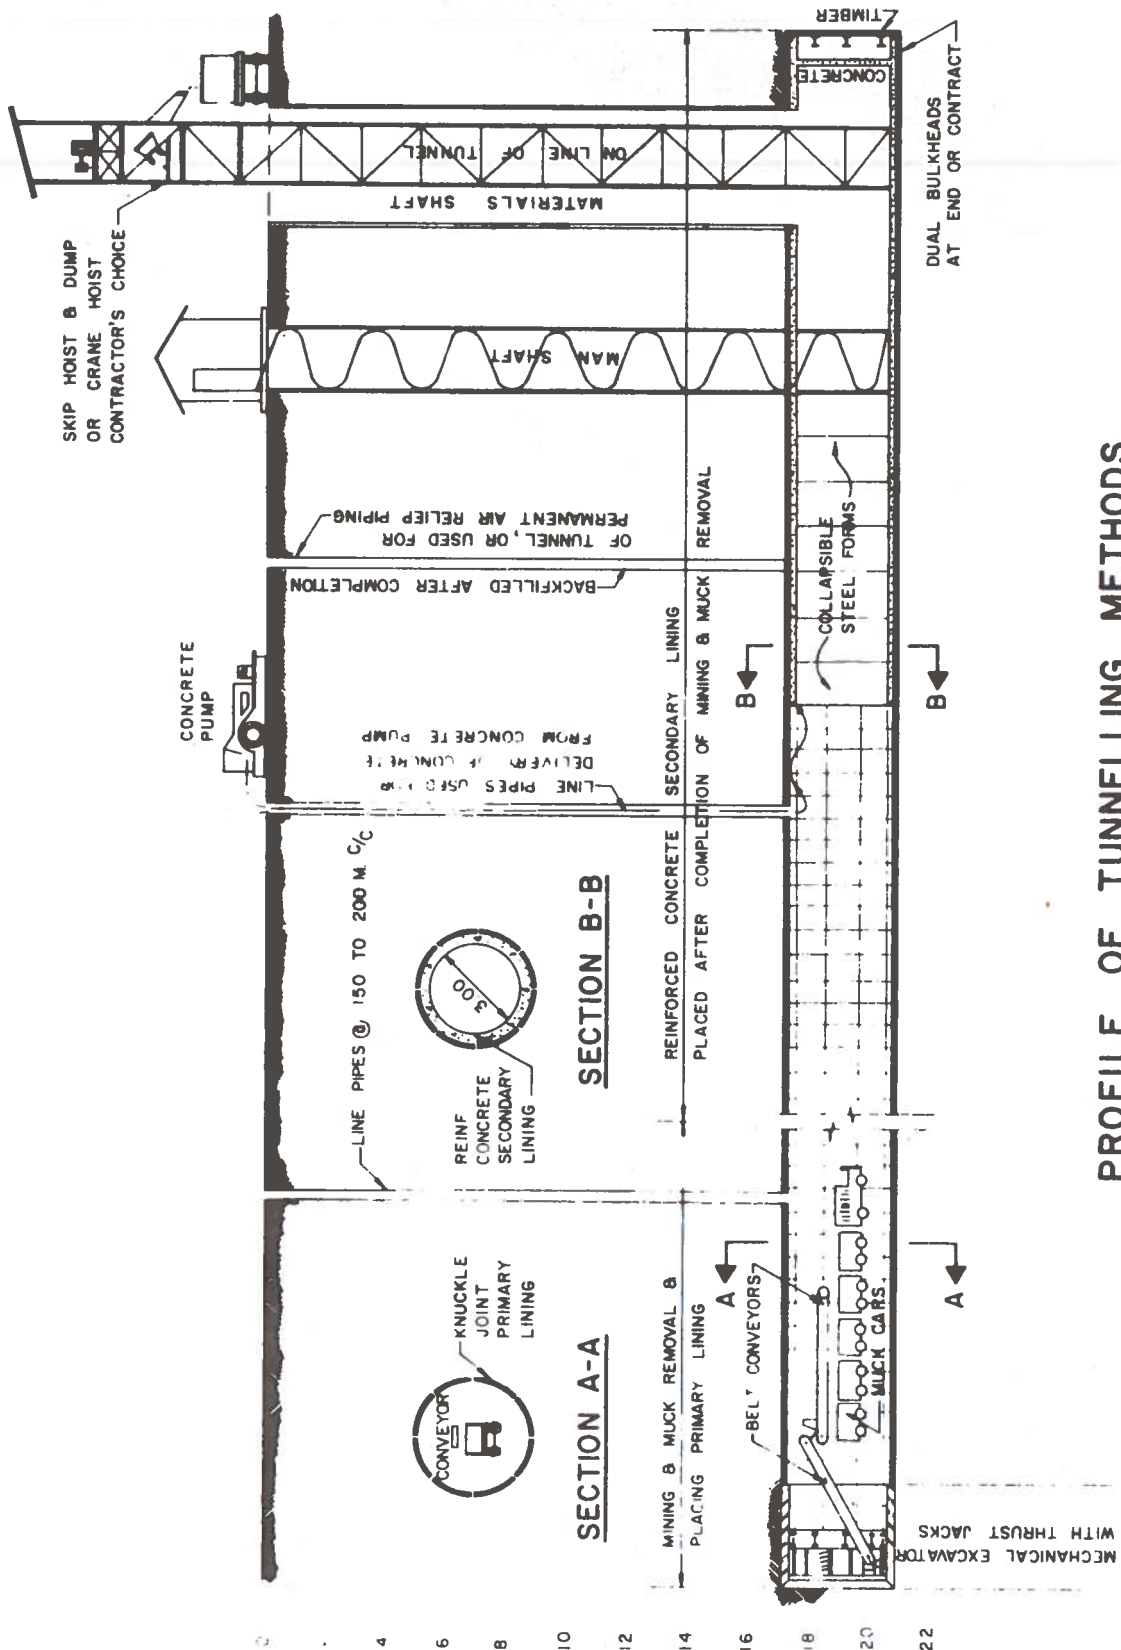 SKIP HOIST & DUMP
OR CRANE HOIST
CONTRACTOR'S CHOICE
MATERIALS SHAFT
ON LINE OF TUNNEL
TIMBER
CONCRETE
DUAL BULKHEADS
AT END OR CONTRACT
MAN SHAFT
BACKFILLED AFTER COMPLETION
OF TUNNEL, OR USED FOR
PERMANENT AIR RELIEP PIPING
CONCRETE
PUMP
LINE PIPES USED FOR
DELIVERY OF CONCRETE
FROM CONCRETE PUMP
COLLAPSIBLE
STEEL FORMS
B
B
LINE PIPES @ 150 TO 200 M. C/C
3.00
REINF
CONCRETE
SECONDARY
LINING
SECTION B-B
REINFORCED CONCRETE SECONDARY LINING
PLACED AFTER COMPLETION OF MINING & MUCK REMOVAL
KNUCKLE
JOINT
PRIMARY
LINING
CONVEYOR
SECTION A-A
MINING & MUCK REMOVAL &
PLACING PRIMARY LINING
A
A
BELT CONVEYORS
MUCK CARS
MECHANICAL EXCAVATOR
WITH THRUST JACKS
0
4
6
8
10
12
14
16
18
20
22
PROFILE OF TUNNELLING METHODS